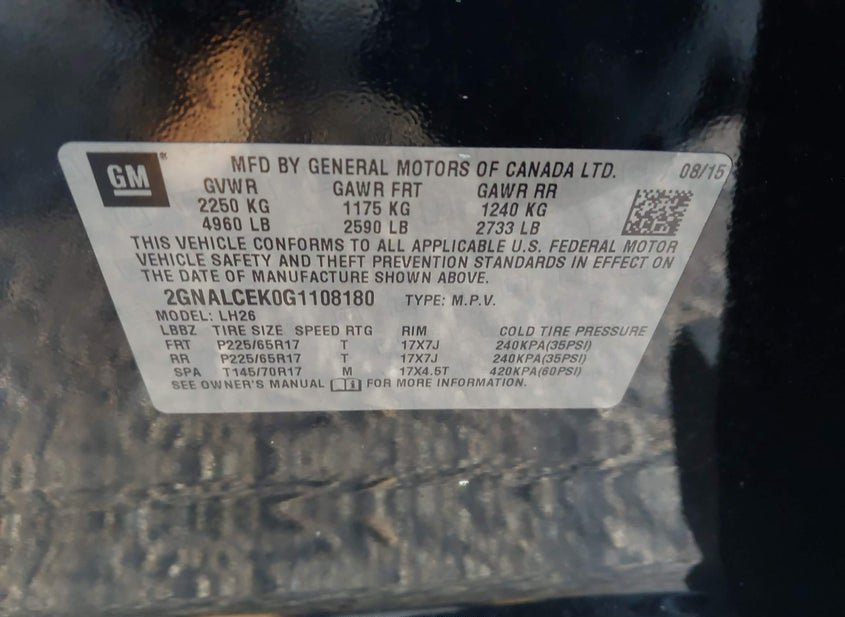 GM® MFD BY GENERAL MOTORS OF CANADA LTD. 08/15
GVWR GAWR FRT GAWR RR
2250 KG 1175 KG 1240 KG
4960 LB 2590 LB 2733 LB
THIS VEHICLE CONFORMS TO ALL APPLICABLE U.S. FEDERAL MOTOR
VEHICLE SAFETY AND THEFT PREVENTION STANDARDS IN EFFECT ON
THE DATE OF MANUFACTURE SHOWN ABOVE.
2GNALCEK0G1108180 TYPE: M.P.V.
MODEL: LH26
LBBZ TIRE SIZE SPEED RTG RIM COLD TIRE PRESSURE
FRT P225/65R17 T 17X7J 240KPA(35PSI)
RR P225/65R17 T 17X7J 240KPA(35PSI)
SPA T145/70R17 M 17X4.5T 420KPA(60PSI)
SEE OWNER'S MANUAL FOR MORE INFORMATION.